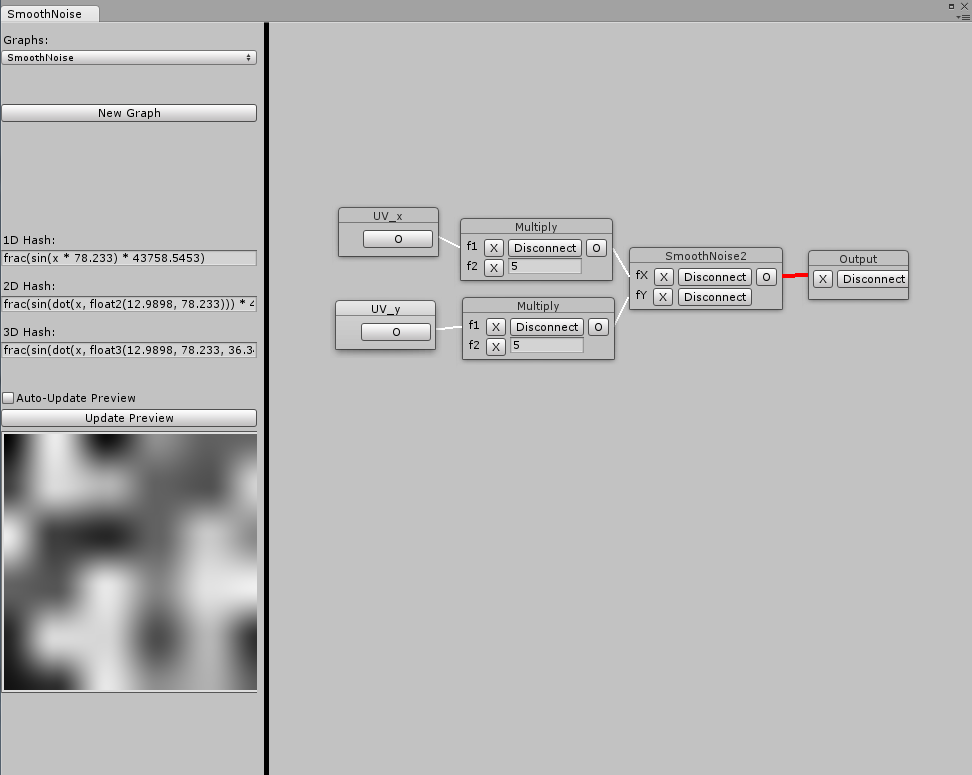 SmoothNoise
Graphs:
SmoothNoise
New Graph
1D Hash:
frac(sin(x * 78.233) * 43758.5453)
2D Hash:
frac(sin(dot(x, float2(12.9898, 78.233))) *
3D Hash:
frac(sin(dot(x, float3(12.9898, 78.233, 36.3
Auto-Update Preview
Update Preview
UV_x
O
Multiply
f1 X Disconnect O
f2 X 5
UV_y
O
Multiply
f1 X Disconnect O
f2 X 5
SmoothNoise2
fX X Disconnect O
fY X Disconnect
Output
X Disconnect